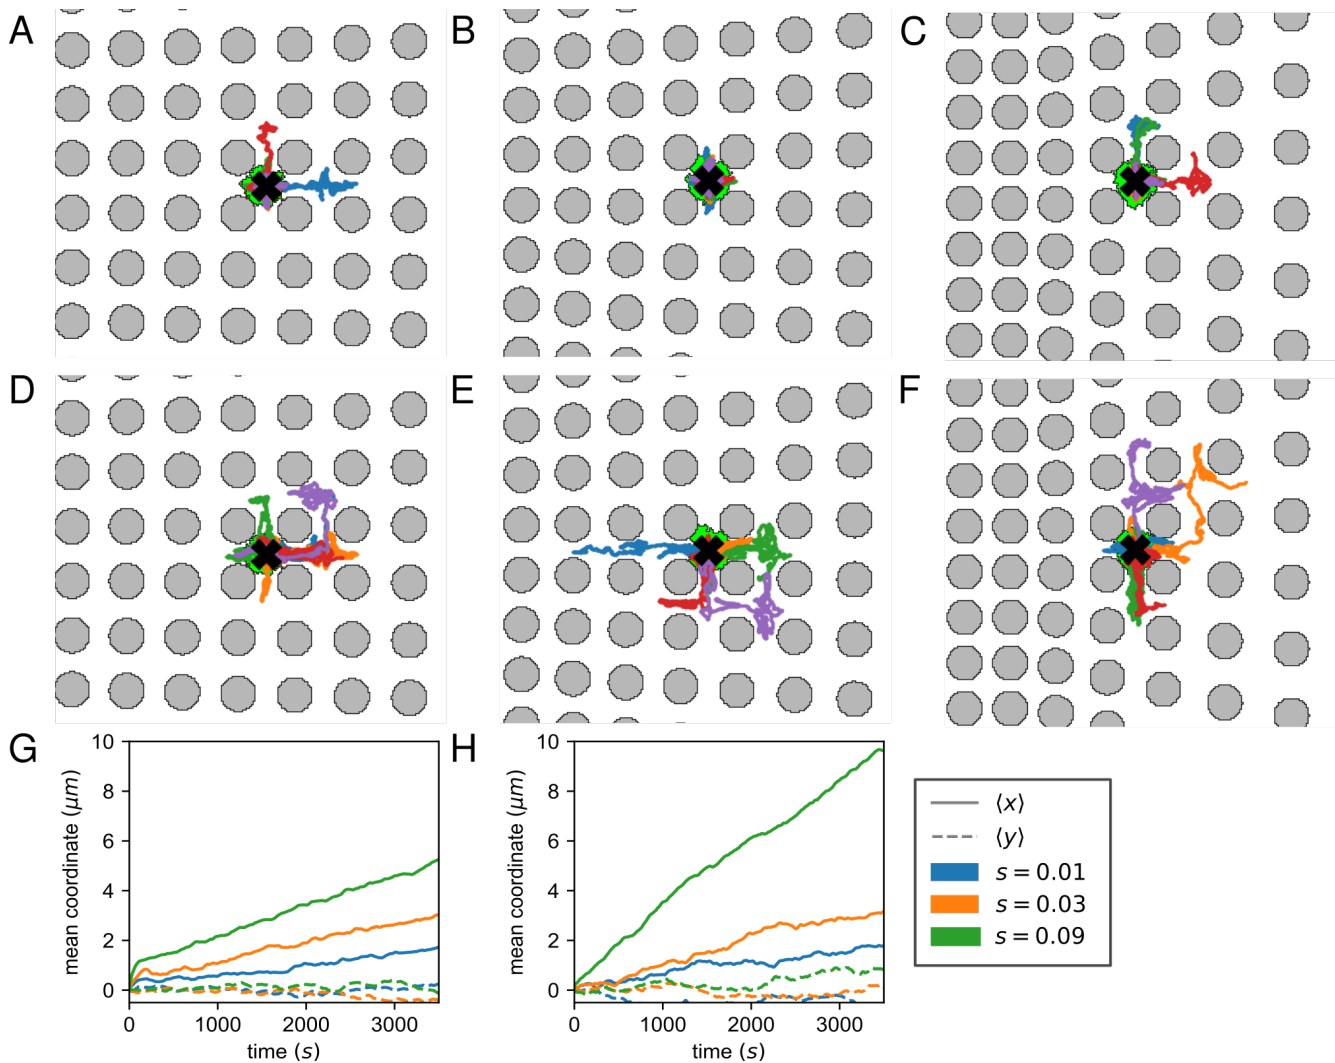 A
B
C
D
E
F
G
H
10
8
6
4
2
0
mean coordinate (μm)
0
1000
2000
3000
time (s)
10
8
6
4
2
0
mean coordinate (μm)
0
1000
2000
3000
time (s)
⟨x⟩
⟨y⟩
s = 0.01
s = 0.03
s = 0.09